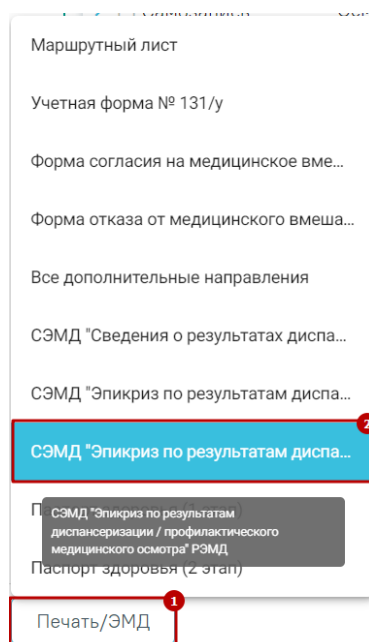 Маршрутный лист
Учетная форма № 131/у
Форма согласия на медицинское вме...
Форма отказа от медицинского вмеша...
Все дополнительные направления
СЭМД "Сведения о результатах диспа...
СЭМД "Эпикриз по результатам диспа...
2
СЭМД "Эпикриз по результатам диспа...
СЭМД "Эпикриз по результатам
диспансеризации / профилактического
медицинского осмотра" РЭМД
Паспорт здоровья (2 этап)
1
Печать/ЭМД